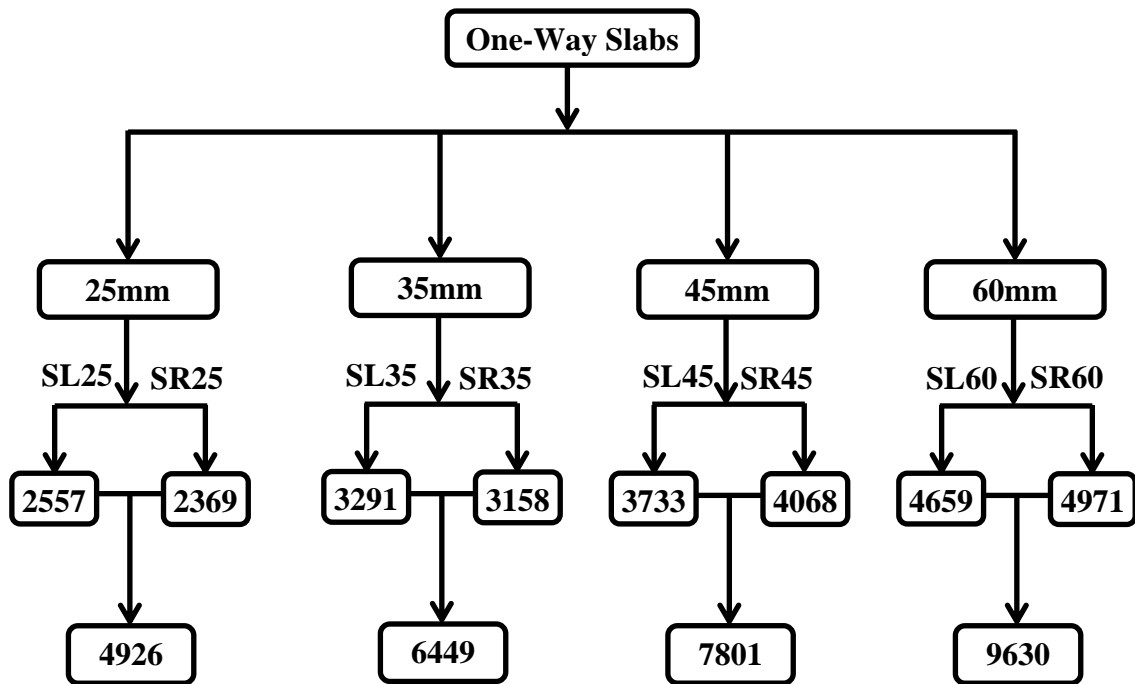 One-Way Slabs
25mm
35mm
45mm
60mm
SL25
SR25
SL35
SR35
SL45
SR45
SL60
SR60
2557
2369
3291
3158
3733
4068
4659
4971
4926
6449
7801
9630